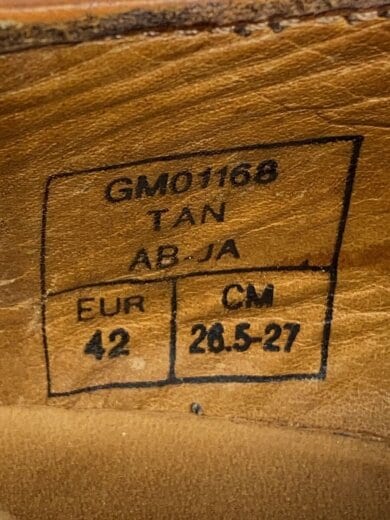 GM01168
TAN
AB-JA
EUR CM
42 26.5-27